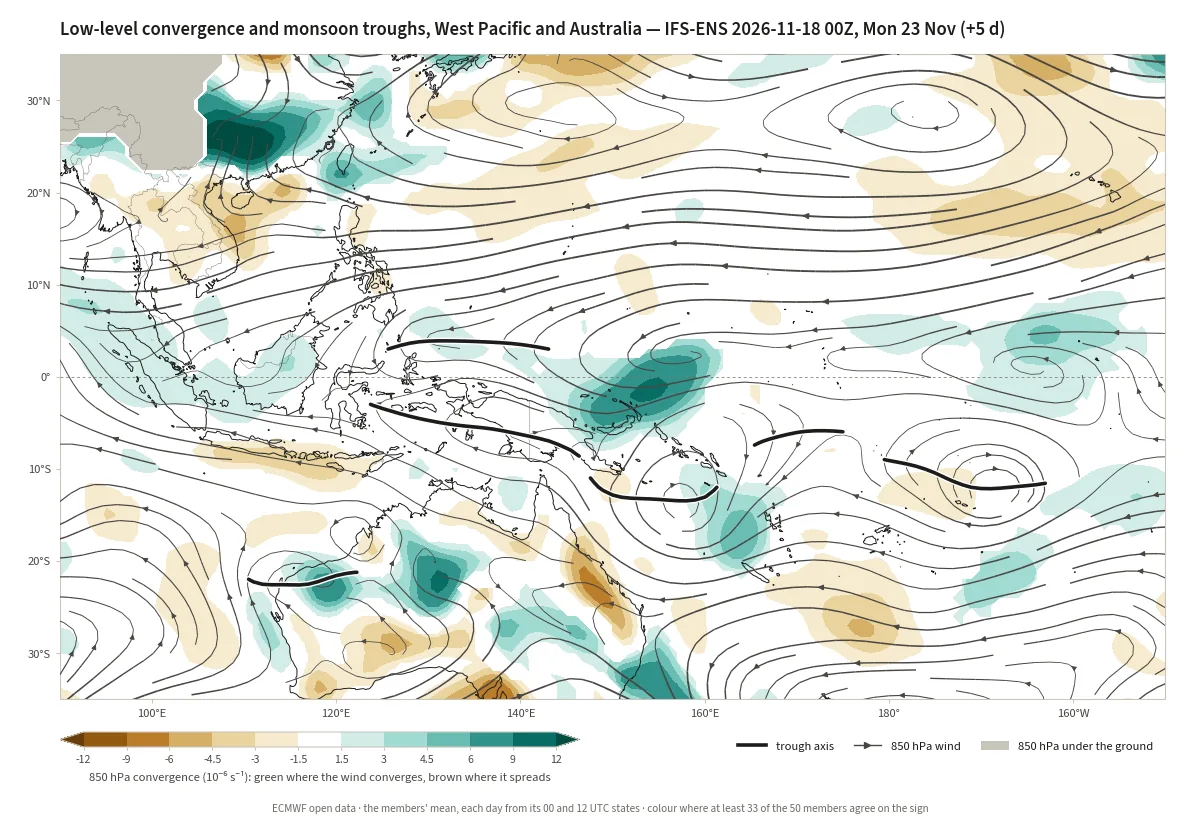 Low-level convergence and monsoon troughs, West Pacific and Australia — IFS-ENS 2026-11-18 00Z, Mon 23 Nov (+5 d)
30°N
20°N
10°N
0°
10°S
20°S
30°S
100°E 120°E 140°E 160°E 180° 160°W
-12 -9 -6 -4.5 -3 -1.5 1.5 3 4.5 6 9 12
850 hPa convergence (10⁻⁶ s⁻¹): green where the wind converges, brown where it spreads
trough axis 850 hPa wind 850 hPa under the ground
ECMWF open data · the members' mean, each day from its 00 and 12 UTC states · colour where at least 33 of the 50 members agree on the sign